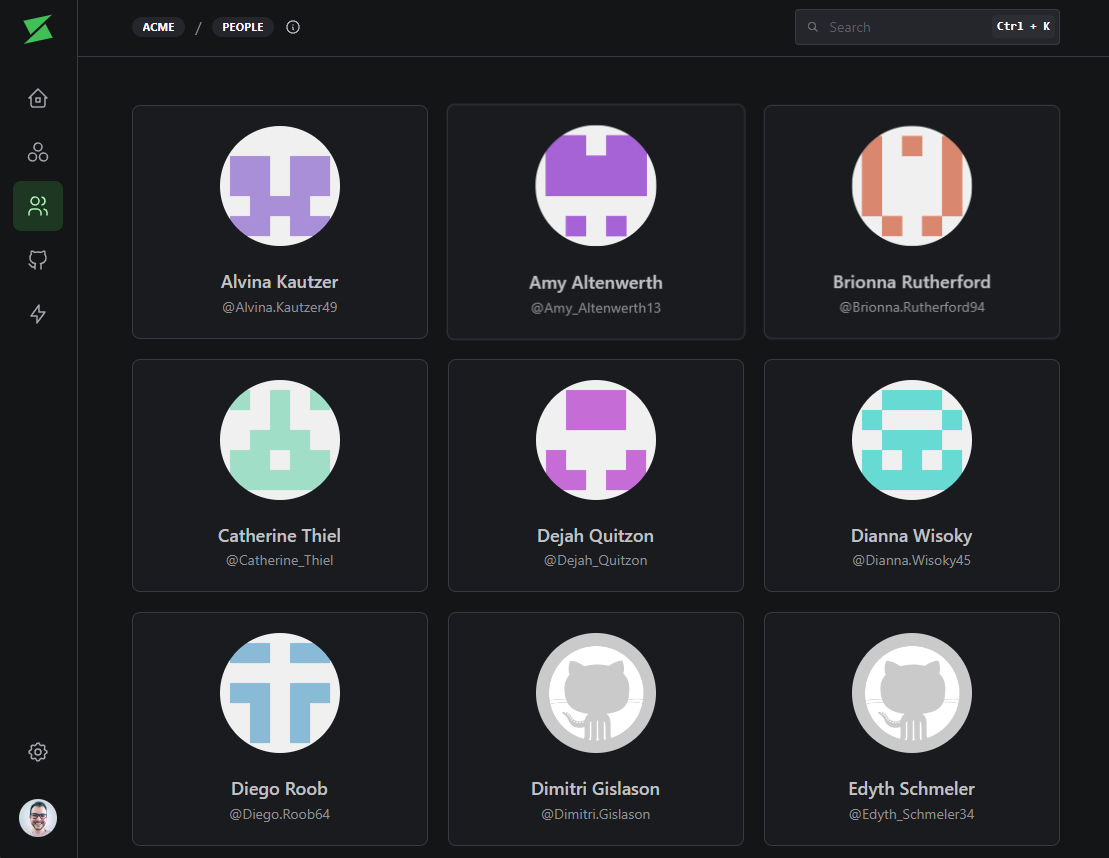 ACME / PEOPLE
Search Ctrl + K
Alvina Kautzer
@Alvina.Kautzer49
Amy Altenwerth
@Amy_Altenwerth13
Brionna Rutherford
@Brionna.Rutherford94
Catherine Thiel
@Catherine_Thiel
Dejah Quitzon
@Dejah_Quitzon
Dianna Wisoky
@Dianna.Wisoky45
Diego Roob
@Diego.Roob64
Dimitri Gislason
@Dimitri.Gislason
Edyth Schmeler
@Edyth_Schmeler34